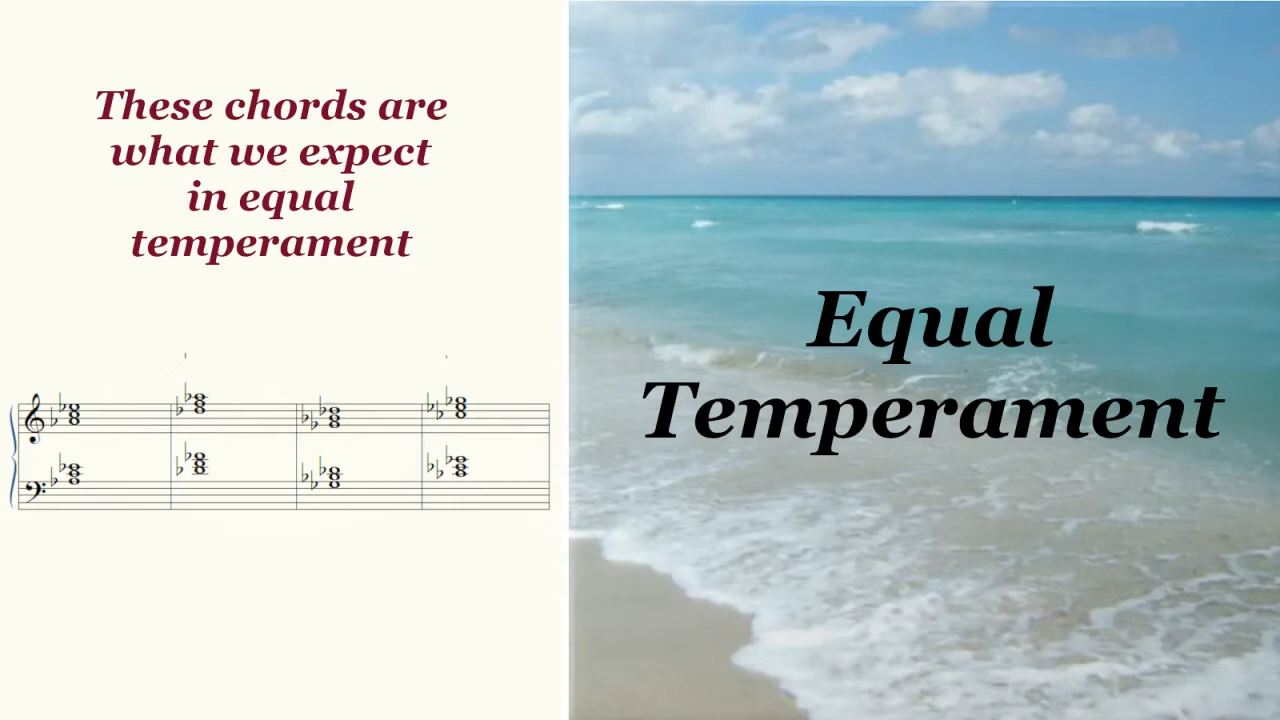 These chords are
what we expect
in equal
temperament
Equal
Temperament